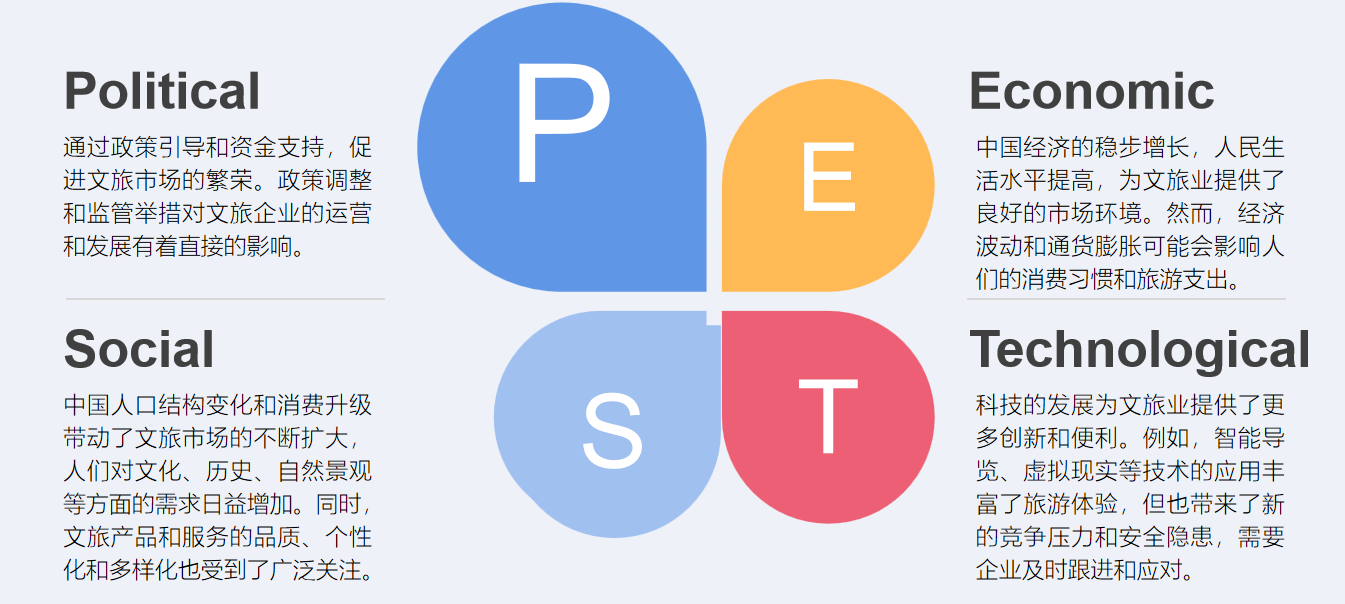 Political
通过政策引导和资金支持，促
进文旅市场的繁荣。政策调整
和监管举措对文旅企业的运营
和发展有着直接的影响。
P
E
Economic
中国经济的稳步增长，人民生
活水平提高，为文旅业提供了
良好的市场环境。然而，经济
波动和通货膨胀可能会影响人
们的消费习惯和旅游支出。
Social
中国人口结构变化和消费升级
带动了文旅市场的不断扩大，
人们对文化、历史、自然景观
等方面的需求日益增加。同时，
文旅产品和服务的品质、个性
化和多样化也受到了广泛关注。
S
T
Technological
科技的发展为文旅业提供了更
多创新和便利。例如，智能导
览、虚拟现实等技术的应用丰
富了旅游体验，但也带来了新
的竞争压力和安全隐患，需要
企业及时跟进和应对。